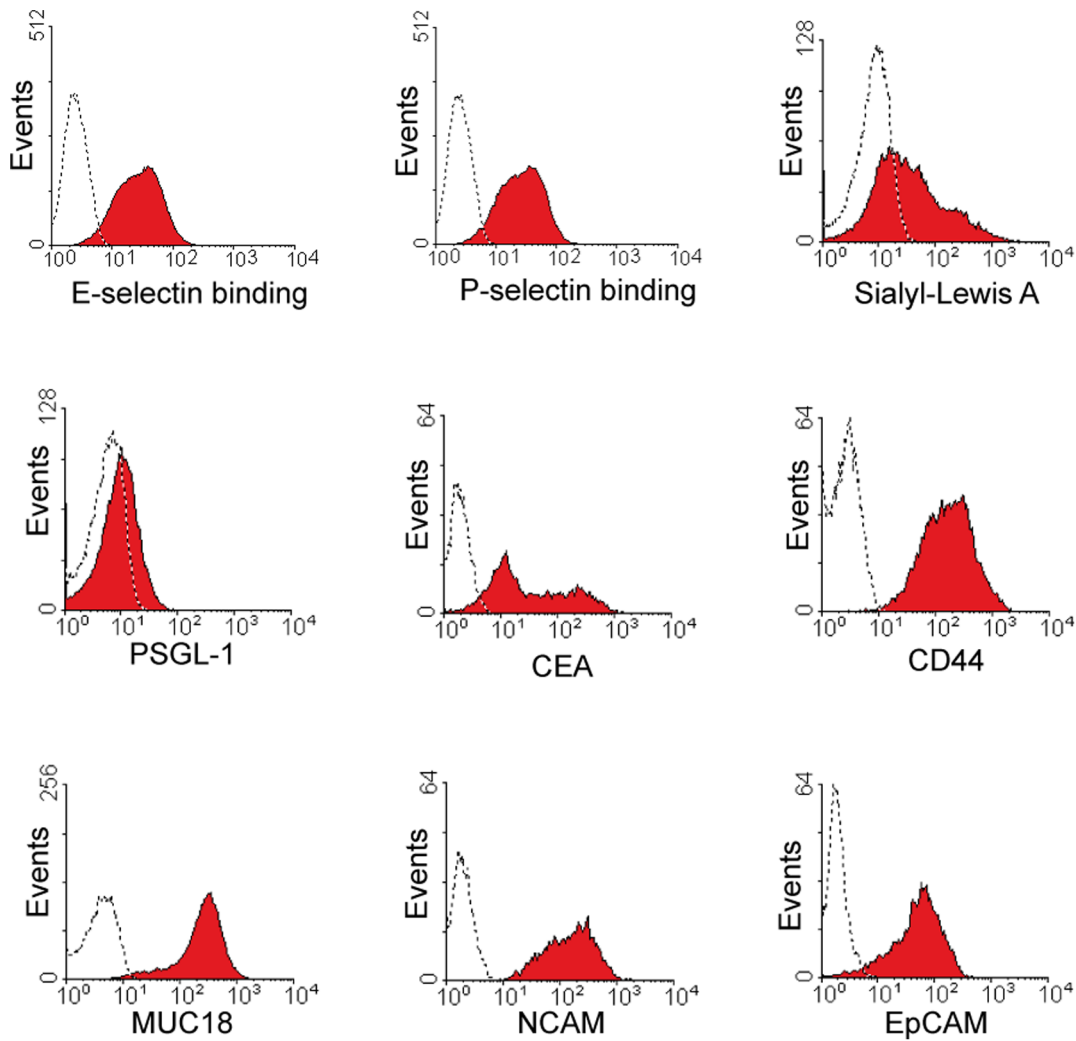 512
Events
0
10⁰ 10¹ 10² 10³ 10⁴
E-selectin binding
512
Events
0
10⁰ 10¹ 10² 10³ 10⁴
P-selectin binding
128
Events
0
10⁰ 10¹ 10² 10³ 10⁴
Sialyl-Lewis A
128
Events
0
10⁰ 10¹ 10² 10³ 10⁴
PSGL-1
64
Events
0
10⁰ 10¹ 10² 10³ 10⁴
CEA
64
Events
0
10⁰ 10¹ 10² 10³ 10⁴
CD44
256
Events
0
10⁰ 10¹ 10² 10³ 10⁴
MUC18
64
Events
0
10⁰ 10¹ 10² 10³ 10⁴
NCAM
64
Events
0
10⁰ 10¹ 10² 10³ 10⁴
EpCAM